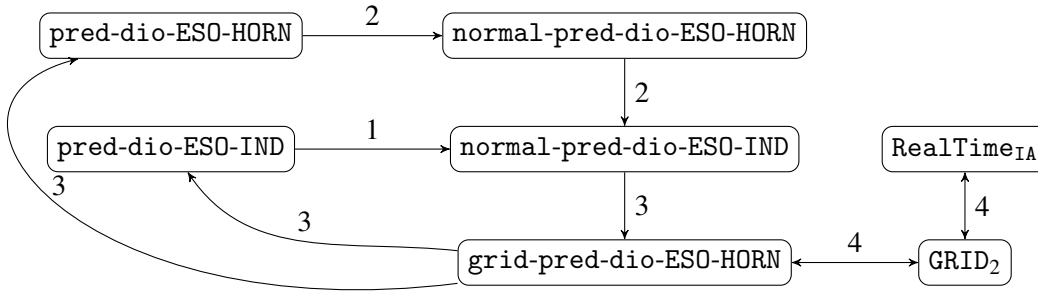 pred-dio-ESO-HORN 2 normal-pred-dio-ESO-HORN
2
pred-dio-ESO-IND 1 normal-pred-dio-ESO-IND RealTime_IA
3 3 3 4
grid-pred-dio-ESO-HORN 4 GRID_2